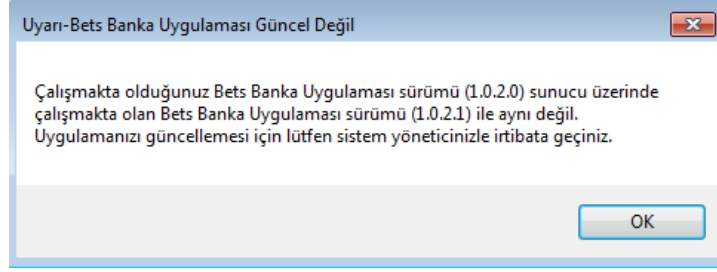 Uyarı-Bets Banka Uygulaması Güncel Değil
Çalışmakta olduğunuz Bets Banka Uygulaması sürümü (1.0.2.0) sunucu üzerinde
çalışmakta olan Bets Banka Uygulaması sürümü (1.0.2.1) ile aynı değil.
Uygulamanızı güncellemesi için lütfen sistem yöneticinizle irtibata geçiniz.
OK